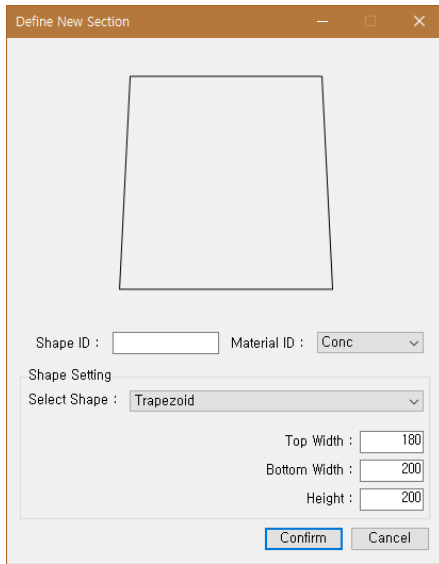 Define New Section
Shape ID :
Material ID : Conc
Shape Setting
Select Shape : Trapezoid
Top Width : 180
Bottom Width : 200
Height : 200
Confirm Cancel